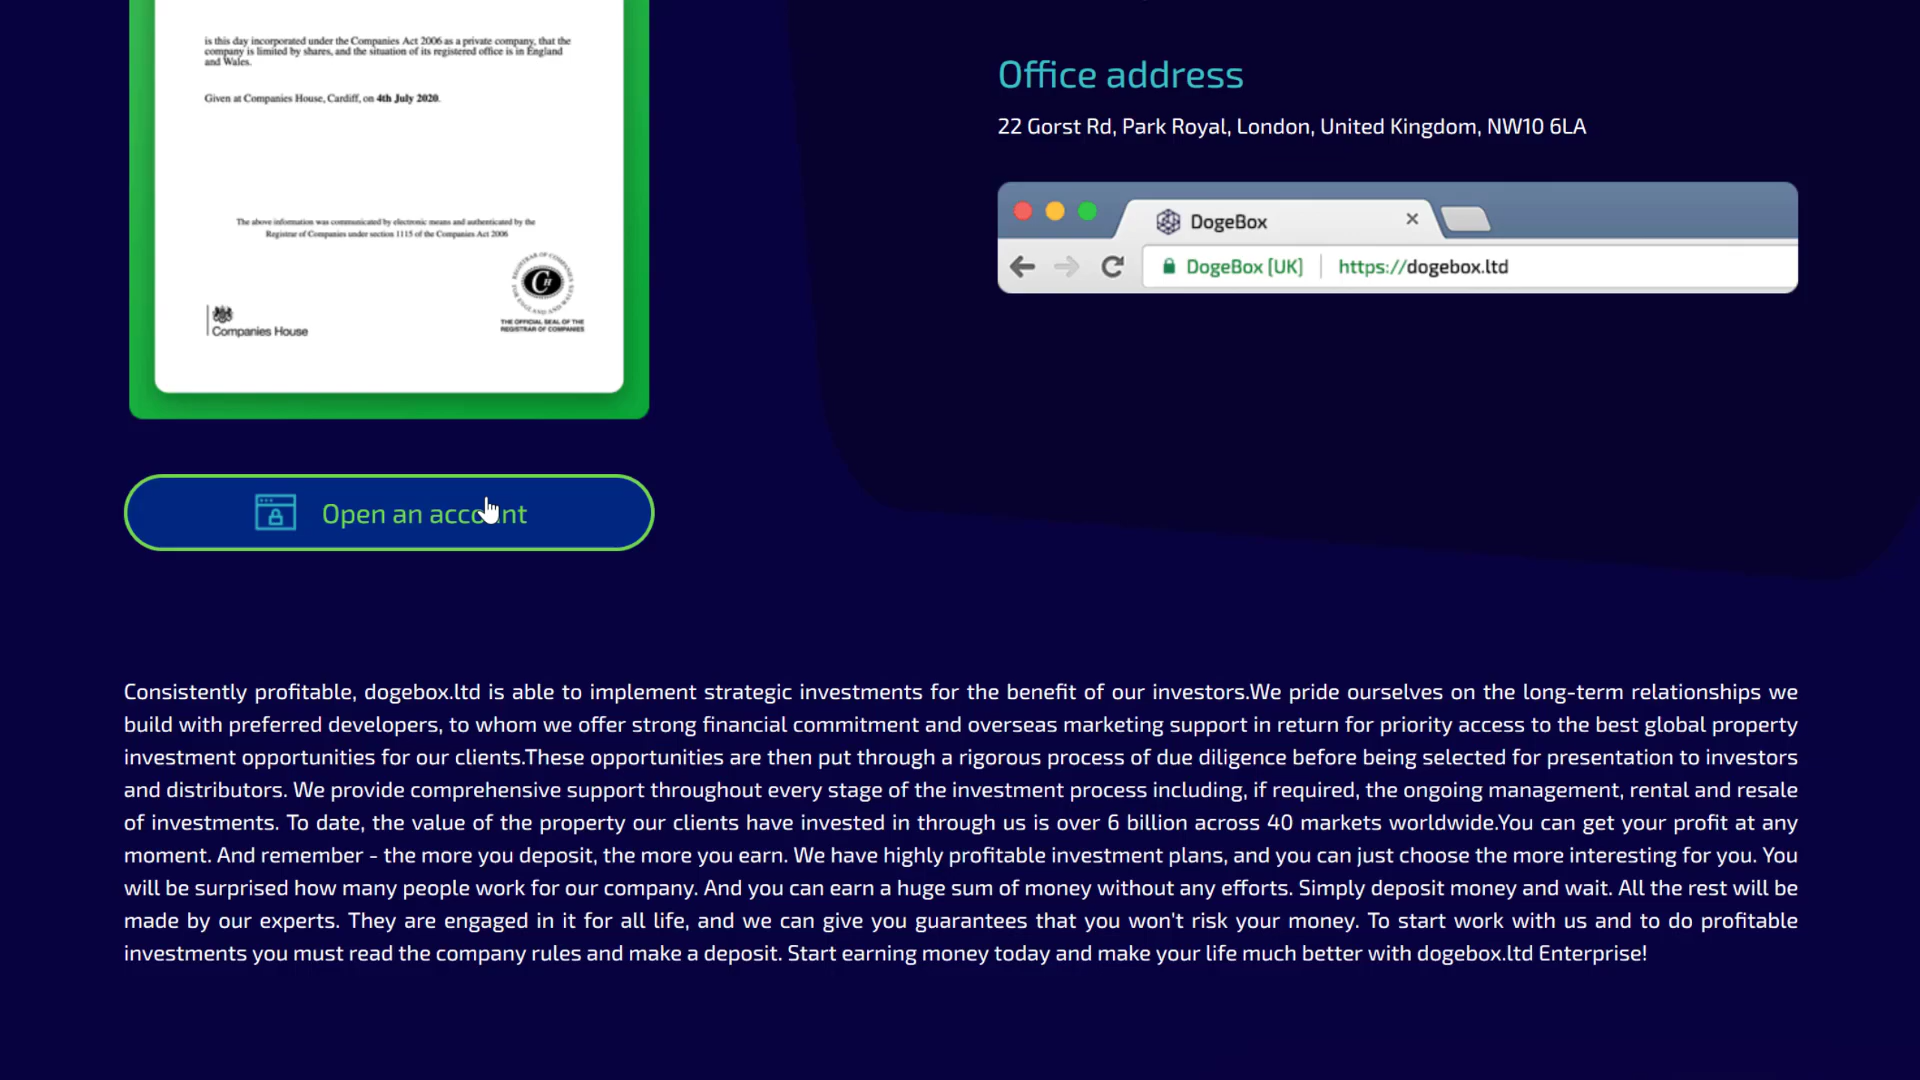 is this day incorporated under the Companies Act 2006 as a private company, that the
company is limited by shares, and the situation of its registered office is in England
and Wales.
Given at Companies House, Cardiff, on 4th July 2020.
The above information was communicated by electronic means and authenticated by the
Registrar of Companies under section 1115 of the Companies Act 2006
REGISTRAR OF COMPANIES
FOR ENGLAND AND WALES
CH
THE OFFICIAL SEAL OF THE
REGISTRAR OF COMPANIES
Companies House
Open an account
Office address
22 Gorst Rd, Park Royal, London, United Kingdom, NW10 6LA
DogeBox
DogeBox [UK] https://dogebox.ltd
Consistently profitable, dogebox.ltd is able to implement strategic investments for the benefit of our investors.We pride ourselves on the long-term relationships we
build with preferred developers, to whom we offer strong financial commitment and overseas marketing support in return for priority access to the best global property
investment opportunities for our clients.These opportunities are then put through a rigorous process of due diligence before being selected for presentation to investors
and distributors. We provide comprehensive support throughout every stage of the investment process including, if required, the ongoing management, rental and resale
of investments. To date, the value of the property our clients have invested in through us is over 6 billion across 40 markets worldwide.You can get your profit at any
moment. And remember - the more you deposit, the more you earn. We have highly profitable investment plans, and you can just choose the more interesting for you. You
will be surprised how many people work for our company. And you can earn a huge sum of money without any efforts. Simply deposit money and wait. All the rest will be
made by our experts. They are engaged in it for all life, and we can give you guarantees that you won't risk your money. To start work with us and to do profitable
investments you must read the company rules and make a deposit. Start earning money today and make your life much better with dogebox.ltd Enterprise!